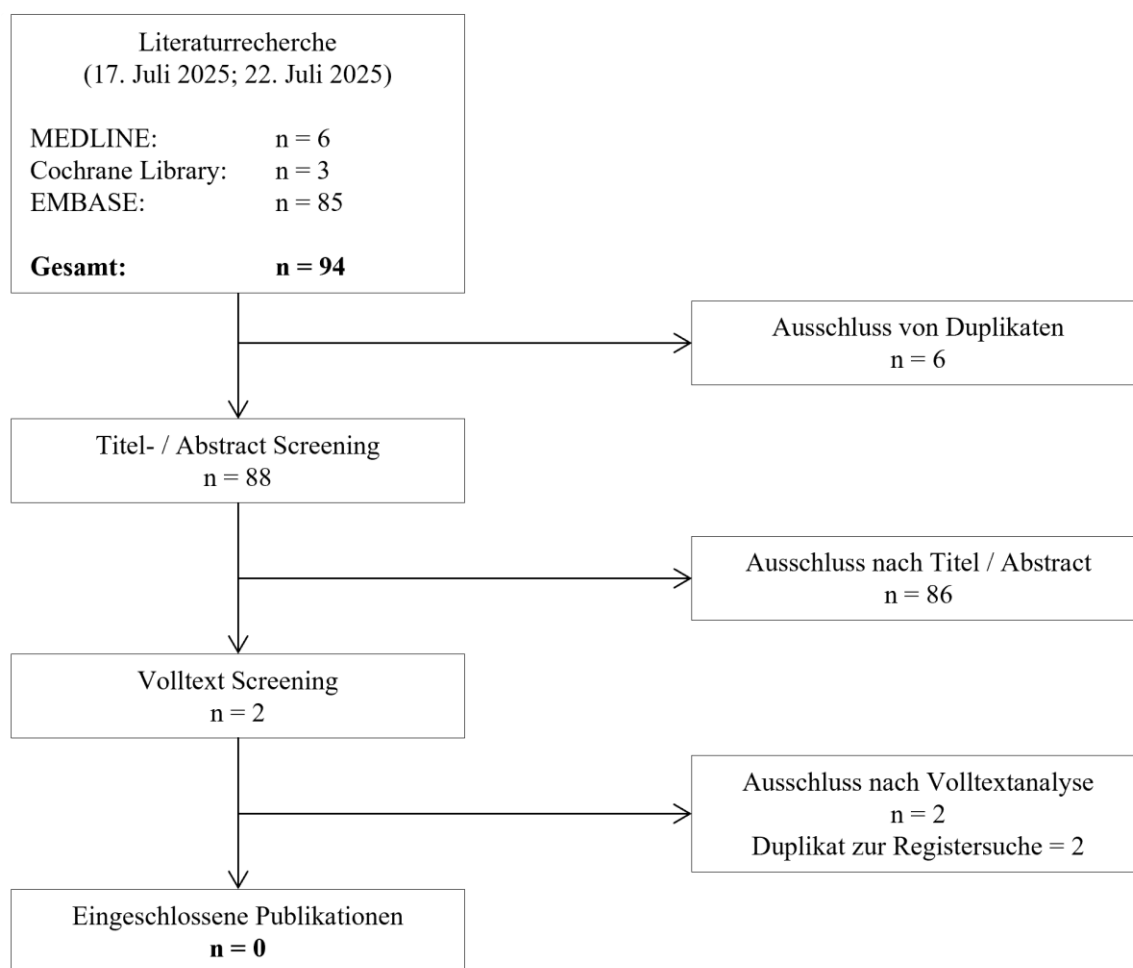 Literaturrecherche
(17. Juli 2025; 22. Juli 2025)
MEDLINE: n = 6
Cochrane Library: n = 3
EMBASE: n = 85
Gesamt: n = 94
Ausschluss von Duplikaten
n = 6
Titel- / Abstract Screening
n = 88
Ausschluss nach Titel / Abstract
n = 86
Volltext Screening
n = 2
Ausschluss nach Volltextanalyse
n = 2
Duplikat zur Registersuche = 2
Eingeschlossene Publikationen
n = 0